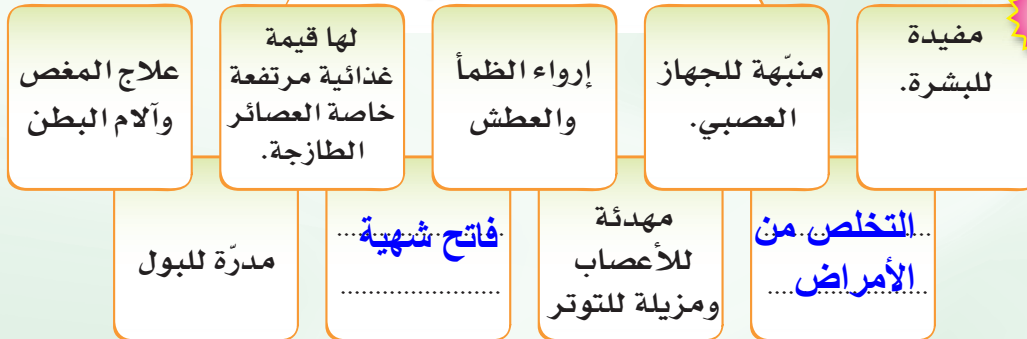 مفيدة
للبشرة.
منبّهة للجهاز
العصبي.
إرواء الظمأ
والعطش
لها قيمة
غذائية مرتفعة
خاصة العصائر
الطازجة.
علاج المغص
وآلام البطن
التخلص من
الأمراض
مهدئة
للأعصاب
ومزيلة للتوتر
فاتح شهية
مدرّة للبول